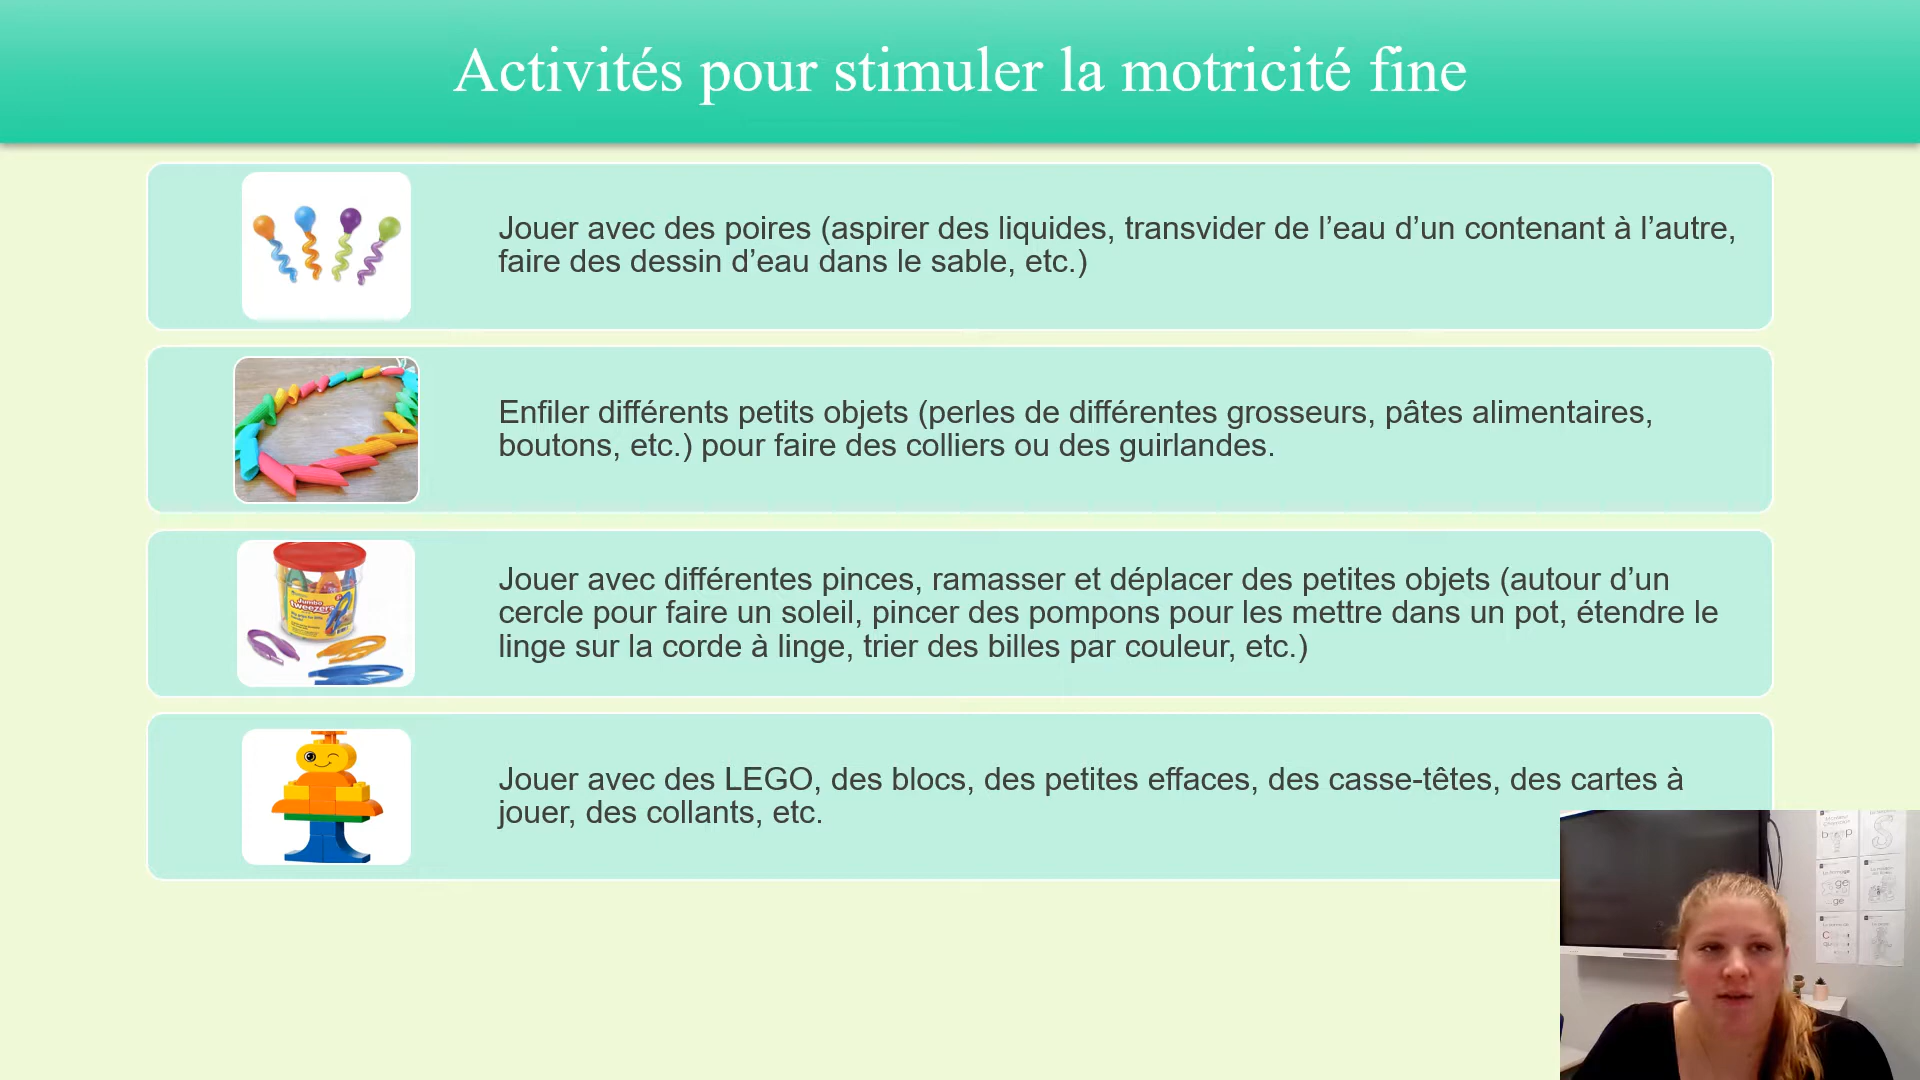 Activités pour stimuler la motricité fine
Jouer avec des poires (aspirer des liquides, transvider de l’eau d’un contenant à l’autre,
faire des dessin d’eau dans le sable, etc.)
Enfiler différents petits objets (perles de différentes grosseurs, pâtes alimentaires,
boutons, etc.) pour faire des colliers ou des guirlandes.
Jumbo
tweezers
Jouer avec différentes pinces, ramasser et déplacer des petites objets (autour d’un
cercle pour faire un soleil, pincer des pompons pour les mettre dans un pot, étendre le
linge sur la corde à linge, trier des billes par couleur, etc.)
Jouer avec des LEGO, des blocs, des petites effaces, des casse-têtes, des cartes à
jouer, des collants, etc.
b p
S
ge
ge
C